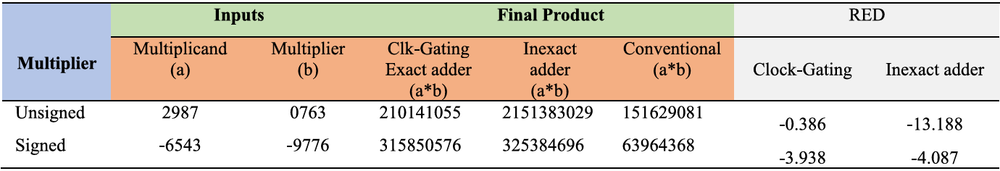 Inputs Final Product RED
Multiplier
Multiplicand (a)
Multiplier (b)
Clk-Gating Exact adder (a*b)
Inexact adder (a*b)
Conventional (a*b)
Clock-Gating
Inexact adder
Unsigned 2987 0763 210141055 2151383029 151629081 -0.386 -13.188
Signed -6543 -9776 315850576 325384696 63964368 -3.938 -4.087